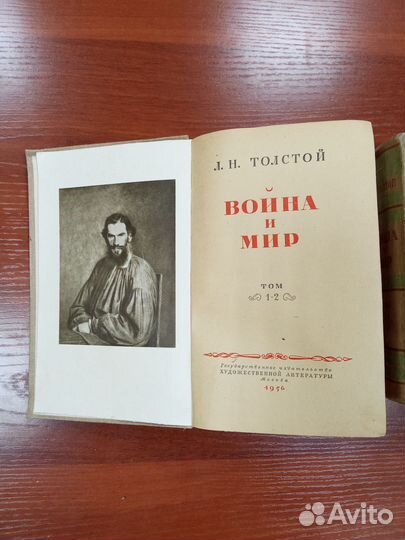 Л. Н. ТОЛСТОЙ
ВОЙНА
И
МИР
ТОМ
1-2
Государственное издательство
ХУДОЖЕСТВЕННОЙ ЛИТЕРАТУРЫ
Москва
1956
Avito